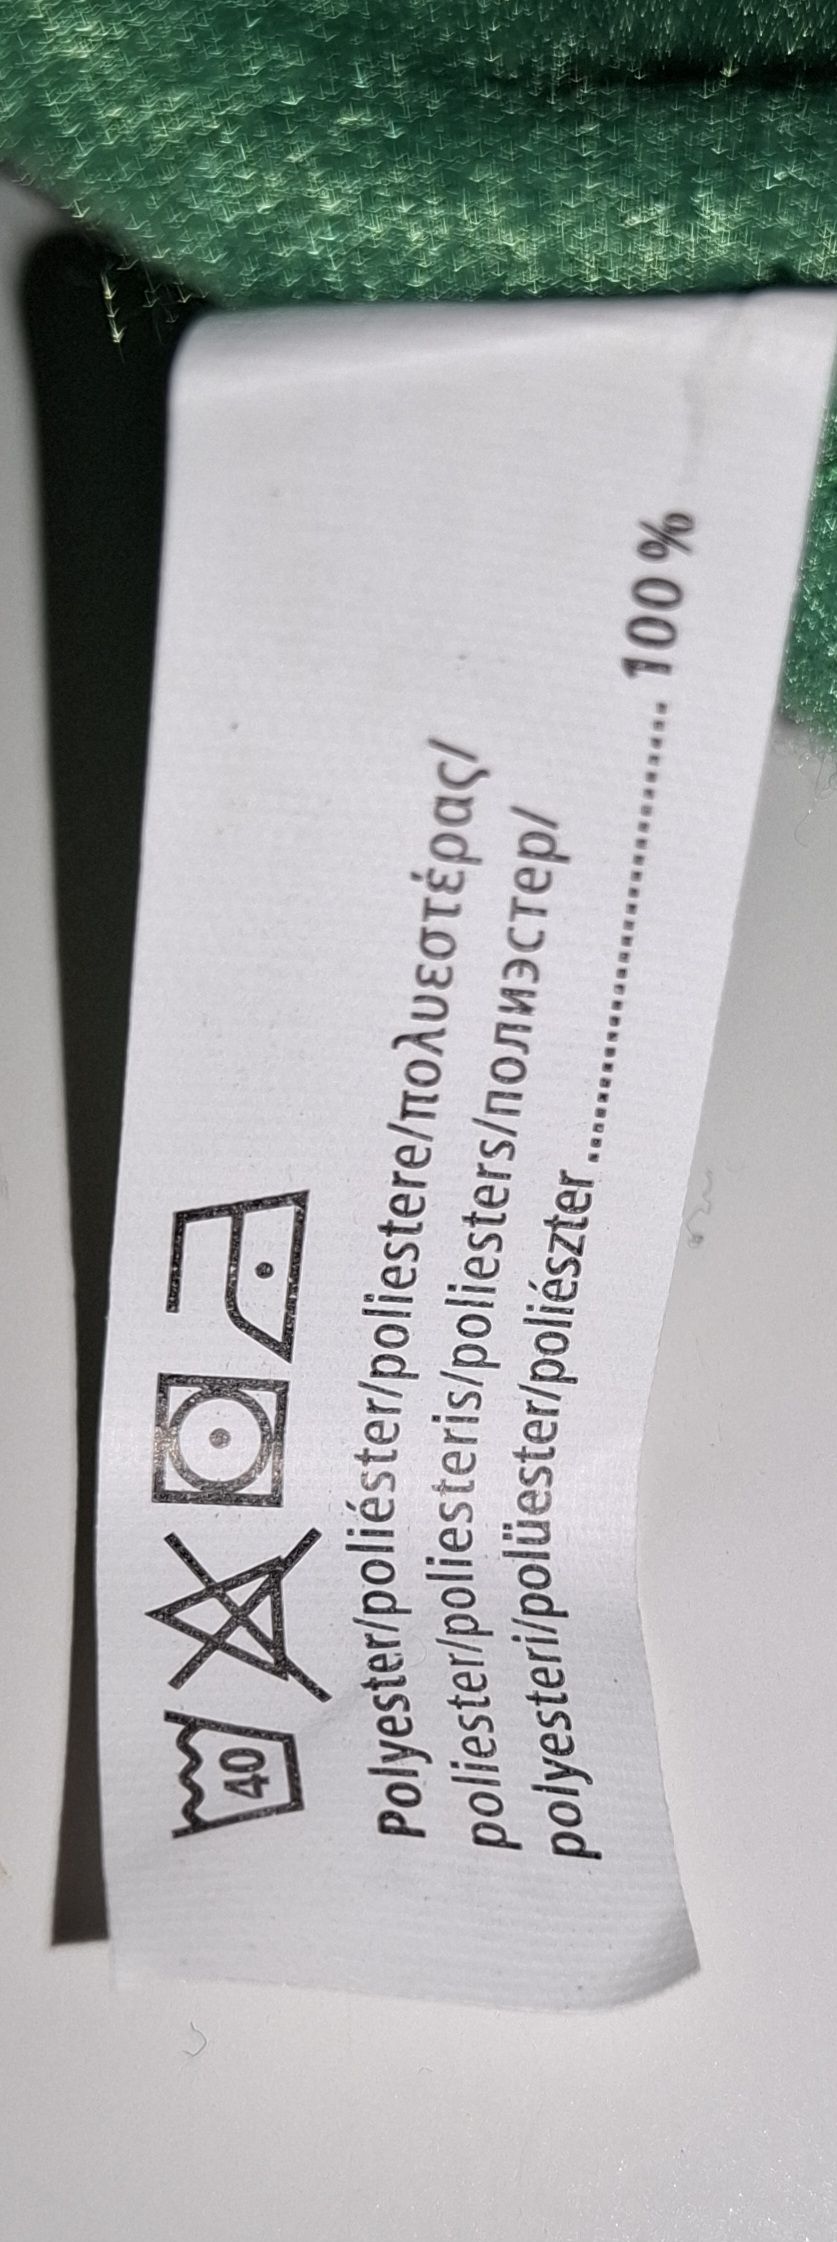 40
Polyester/poliéster/poliestere/πολυεστέρας/
poliester/poliesteris/poliesters/полиэстер/
polyesteri/polüester/poliészter................................ 100 %